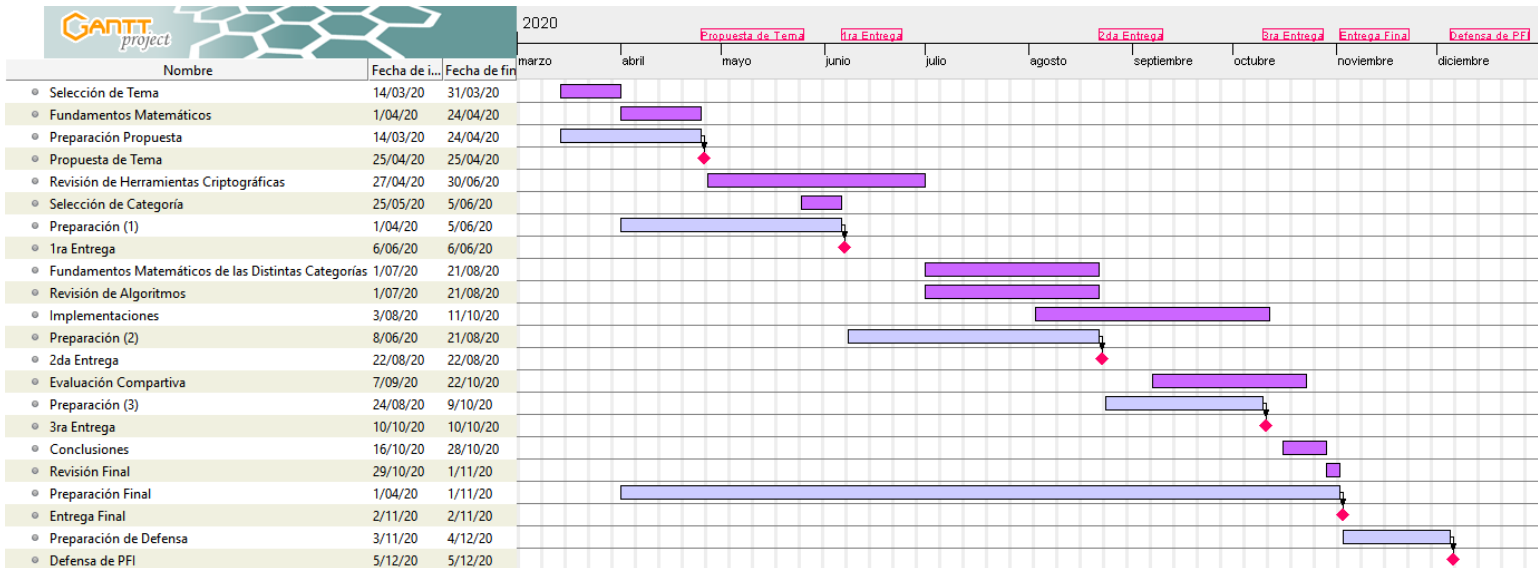 GANTT
project
2020
Propuesta de Tema 1ra Entrega 2da Entrega 3ra Entrega Entrega Final Defensa de PFI
marzo abril mayo junio julio agosto septiembre octubre noviembre diciembre
Nombre Fecha de i... Fecha de fin
Selección de Tema 14/03/20 31/03/20
Fundamentos Matemáticos 1/04/20 24/04/20
Preparación Propuesta 14/03/20 24/04/20
Propuesta de Tema 25/04/20 25/04/20
Revisión de Herramientas Criptográficas 27/04/20 30/06/20
Selección de Categoría 25/05/20 5/06/20
Preparación (1) 1/04/20 5/06/20
1ra Entrega 6/06/20 6/06/20
Fundamentos Matemáticos de las Distintas Categorías 1/07/20 21/08/20
Revisión de Algoritmos 1/07/20 21/08/20
Implementaciones 3/08/20 11/10/20
Preparación (2) 8/06/20 21/08/20
2da Entrega 22/08/20 22/08/20
Evaluación Compartiva 7/09/20 22/10/20
Preparación (3) 24/08/20 9/10/20
3ra Entrega 10/10/20 10/10/20
Conclusiones 16/10/20 28/10/20
Revisión Final 29/10/20 1/11/20
Preparación Final 1/04/20 1/11/20
Entrega Final 2/11/20 2/11/20
Preparación de Defensa 3/11/20 4/12/20
Defensa de PFI 5/12/20 5/12/20